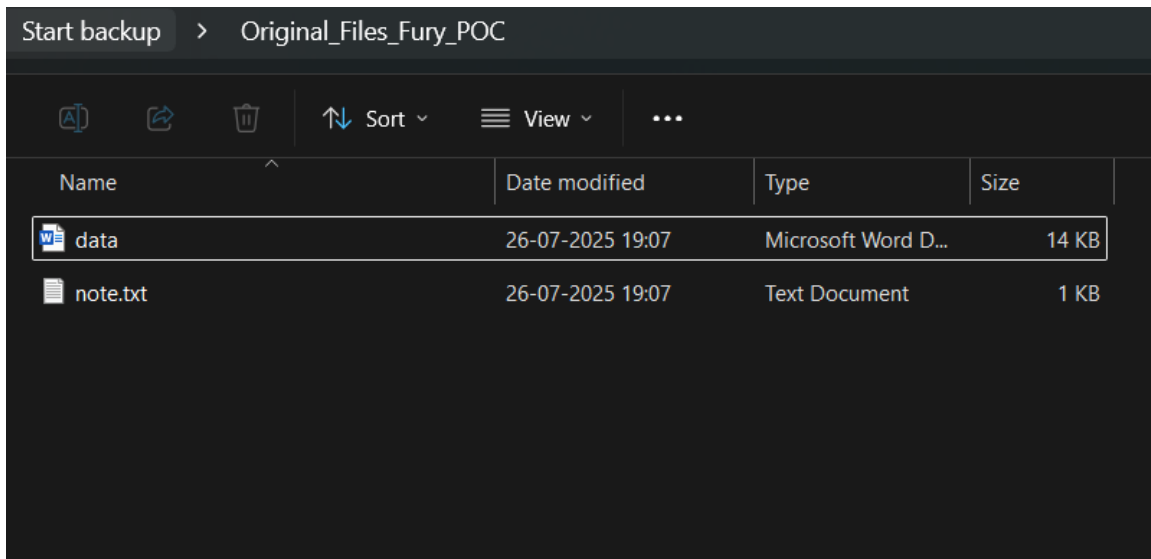 Start backup > Original_Files_Fury_POC
Sort View •••
Name Date modified Type Size
data 26-07-2025 19:07 Microsoft Word D... 14 KB
note.txt 26-07-2025 19:07 Text Document 1 KB